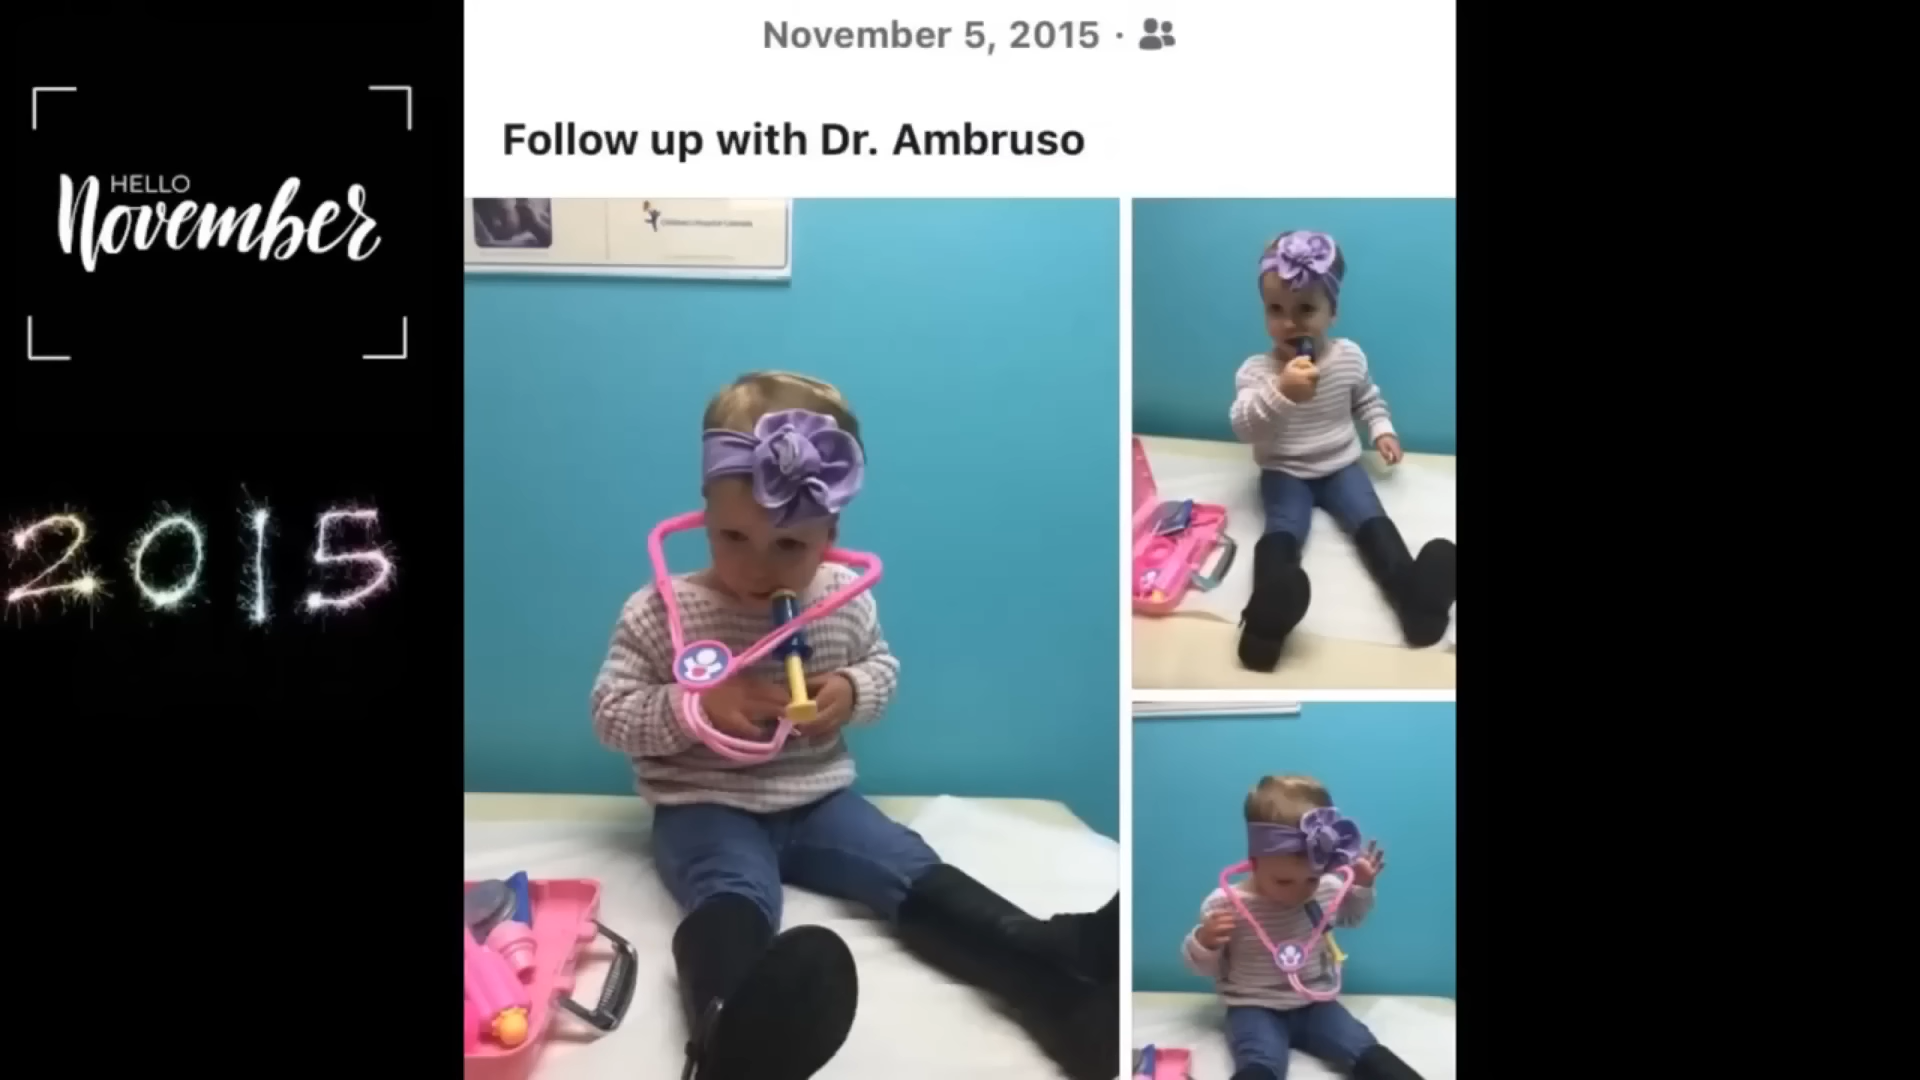 HELLO
November
2015
November 5, 2015 ·
Follow up with Dr. Ambruso